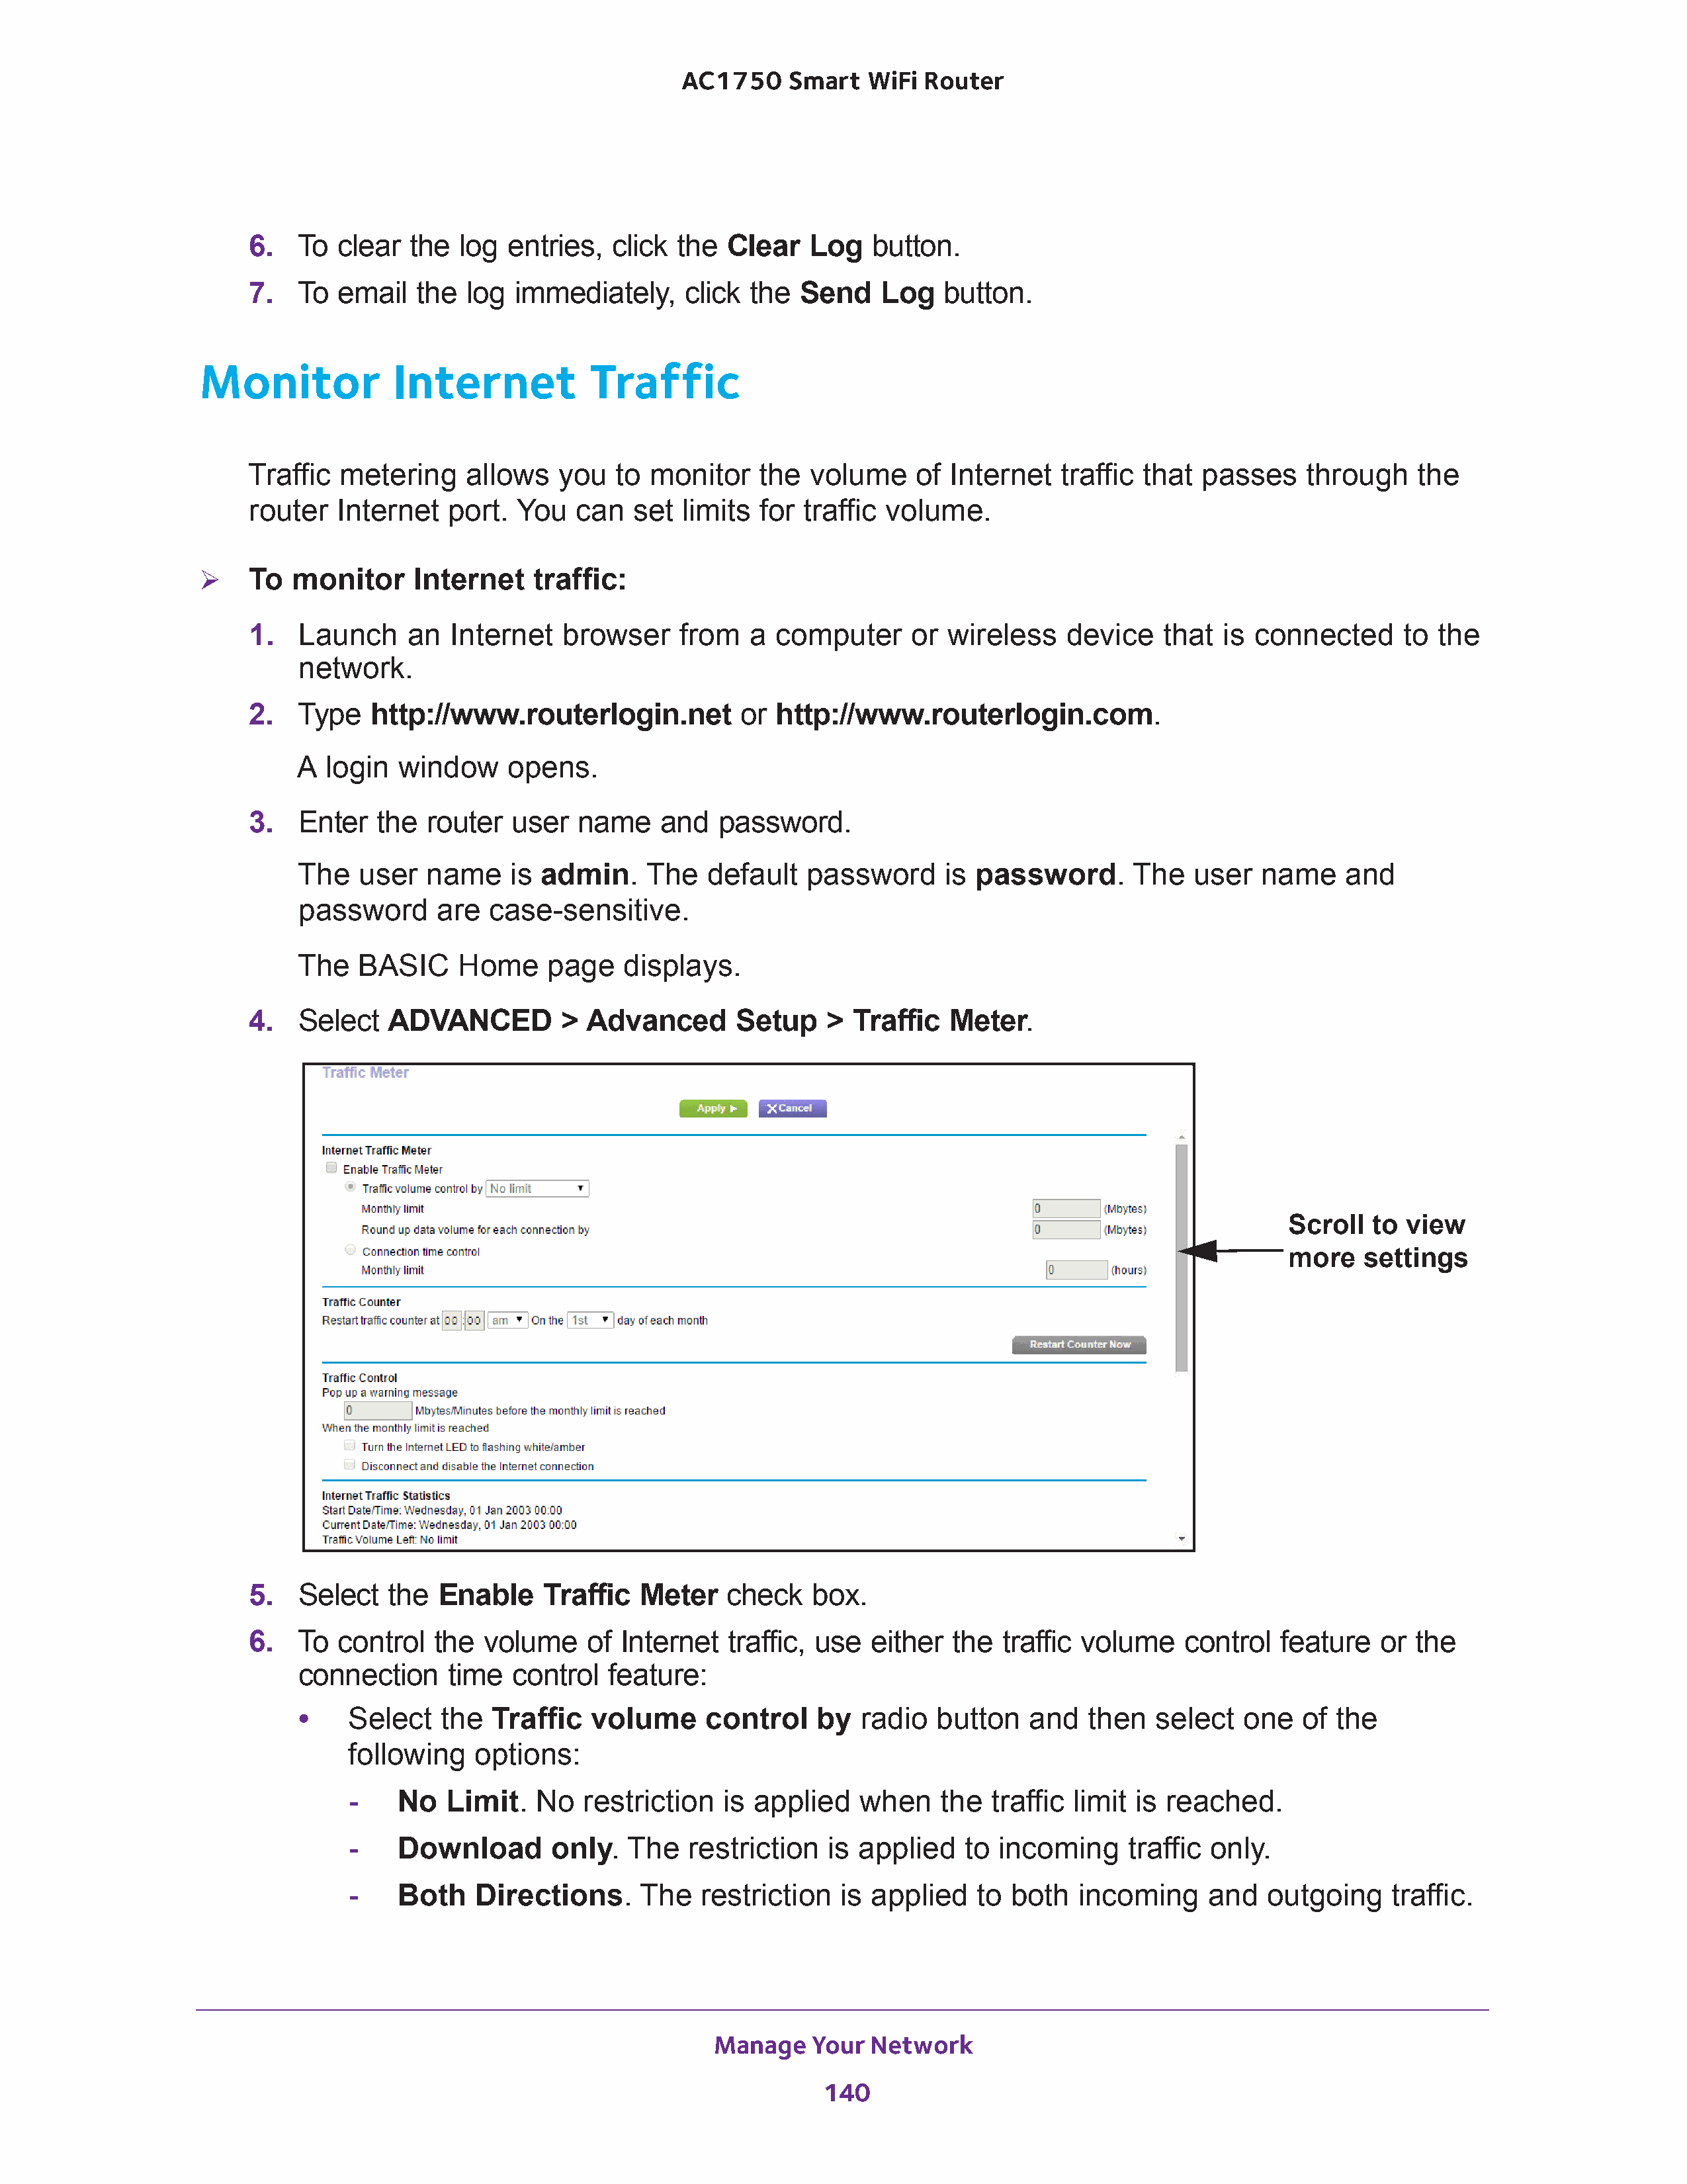 AC1750 Smart WiFi Router
6. To clear the log entries, click the Clear Log button.
7. To email the log immediately, click the Send Log button.
Monitor Internet Traffic
Traffic metering allows you to monitor the volume of Internet traffic that passes through the
router Internet port. You can set limits for traffic volume.
➢ To monitor Internet traffic:
1. Launch an Internet browser from a computer or wireless device that is connected to the
network.
2. Type http://www.routerlogin.net or http://www.routerlogin.com.
A login window opens.
3. Enter the router user name and password.
The user name is admin. The default password is password. The user name and
password are case-sensitive.
The BASIC Home page displays.
4. Select ADVANCED > Advanced Setup > Traffic Meter.
Traffic Meter
Apply ► X Cancel
Internet Traffic Meter
Enable Traffic Meter
Traffic volume control by No limit
Monthly limit 0 (Mbytes)
Round up data volume for each connection by 0 (Mbytes)
Connection time control
Monthly limit 0 (hours)
Scroll to view
more settings
Traffic Counter
Restart traffic counter at 00 : 00 am On the 1st day of each month
Restart Counter Now
Traffic Control
Pop up a warning message
0 Mbytes/Minutes before the monthly limit is reached
When the monthly limit is reached
Turn the Internet LED to flashing white/amber
Disconnect and disable the Internet connection
Internet Traffic Statistics
Start Date/Time: Wednesday, 01 Jan 2003 00:00
Current Date/Time: Wednesday, 01 Jan 2003 00:00
Traffic Volume Left: No limit
5. Select the Enable Traffic Meter check box.
6. To control the volume of Internet traffic, use either the traffic volume control feature or the
connection time control feature:
• Select the Traffic volume control by radio button and then select one of the
following options:
- No Limit. No restriction is applied when the traffic limit is reached.
- Download only. The restriction is applied to incoming traffic only.
- Both Directions. The restriction is applied to both incoming and outgoing traffic.
Manage Your Network
140